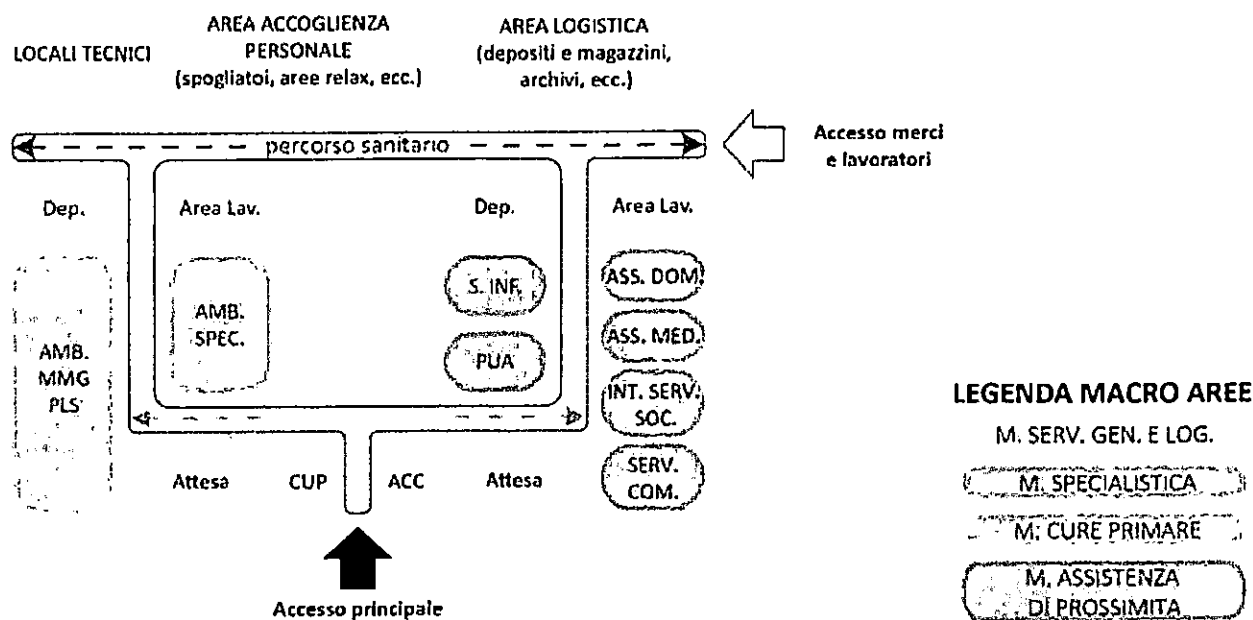 LOCALI TECNICI
AREA ACCOGLIENZA
PERSONALE
(spogliatoi, aree relax, ecc.)
AREA LOGISTICA
(depositi e magazzini,
archivi, ecc.)
percorso sanitario
Accesso merci
e lavoratori
Dep.
Area Lav.
Dep.
Area Lav.
AMB.
MMG
PLS
AMB.
SPEC.
S. INF.
PUA
ASS. DOM.
ASS. MED.
INT. SERV.
SOC.
SERV.
COM.
Attesa
CUP
ACC
Attesa
Accesso principale
LEGENDA MACRO AREE
M. SERV. GEN. E LOG.
M. SPECIALISTICA
M. CURE PRIMARE
M. ASSISTENZA
DI PROSSIMITA